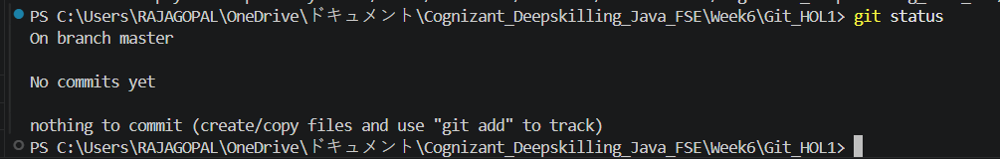 PS C:\Users\RAJAGOPAL\OneDrive\ドキュメント\Cognizant_Deepskilling_Java_FSE\Week6\Git_HOL1> git status
On branch master
No commits yet
nothing to commit (create/copy files and use "git add" to track)
PS C:\Users\RAJAGOPAL\OneDrive\ドキュメント\Cognizant_Deepskilling_Java_FSE\Week6\Git_HOL1>